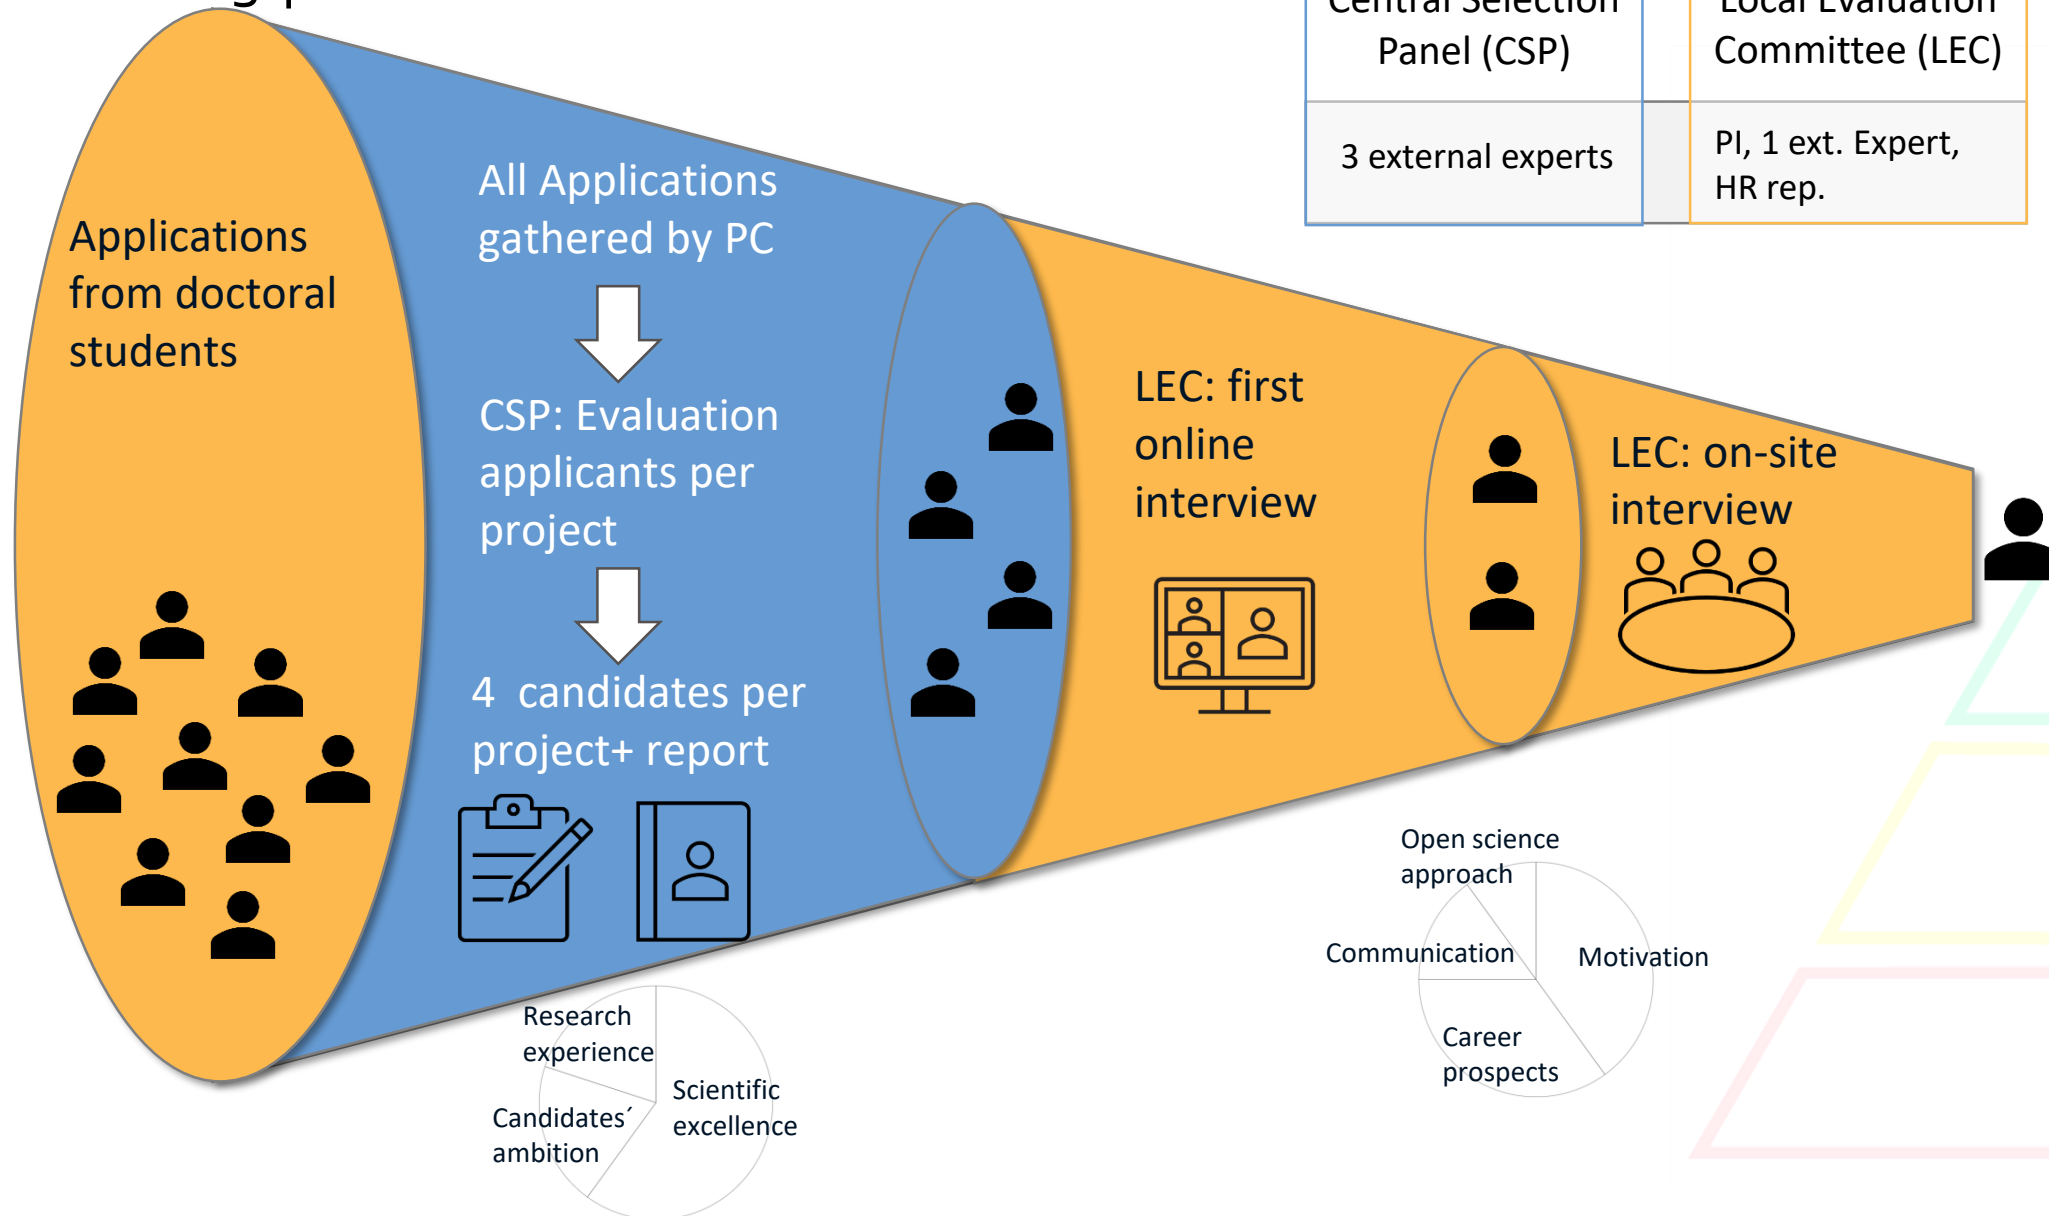 Central Selection
Panel (CSP)
Local Evaluation
Committee (LEC)
3 external experts
PI, 1 ext. Expert,
HR rep.
Applications
from doctoral
students
All Applications
gathered by PC
CSP: Evaluation
applicants per
project
4  candidates per
project+ report
LEC: first
online
interview
LEC: on-site
interview
Research
experience
Scientific
excellence
Candidates´
ambition
Open science
approach
Communication
Motivation
Career
prospects